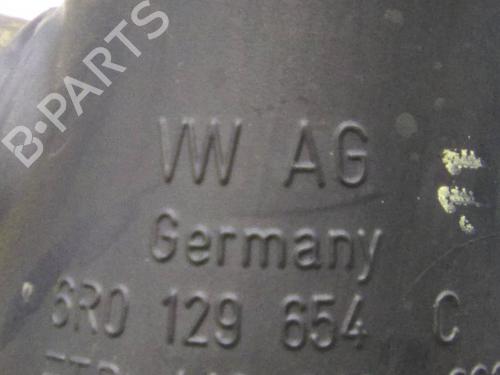 B-PARTS
VW AG
Germany
6R0 129 654 C